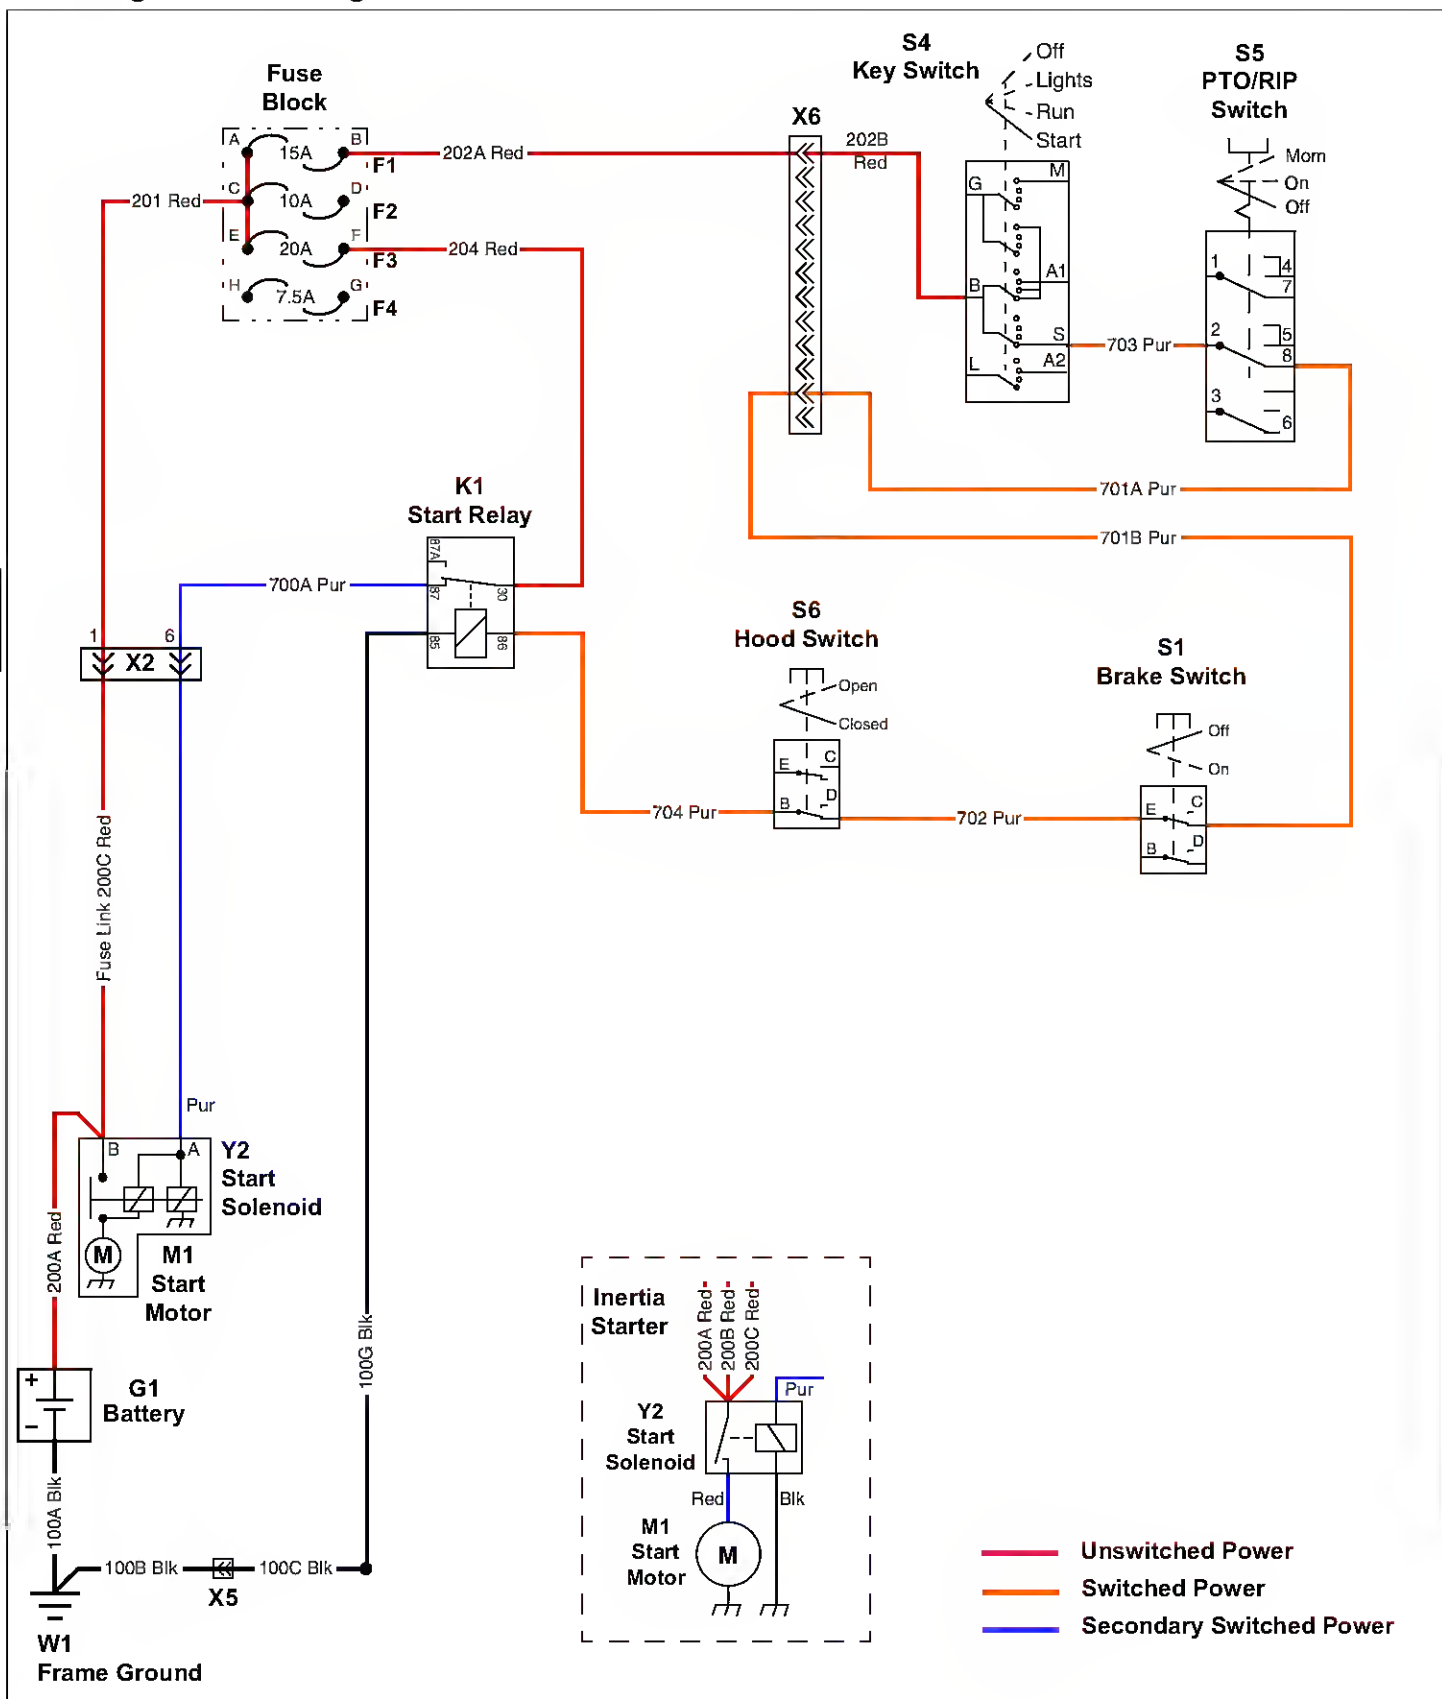 S4
Key Switch
Off
Lights
Run
Start
S5
PTO/RIP
Switch
Mom
On
Off
Fuse
Block
X6
A
15A
B
F1
202A Red
202B
Red
C
10A
D
F2
201 Red
E
20A
F
F3
204 Red
H
7.5A
G
F4
G
M
A1
B
S
A2
L
703 Pur
1
4
7
2
5
8
3
6
701A Pur
701B Pur
K1
Start Relay
87A
87
30
85
86
700A Pur
1
6
X2
S6
Hood Switch
Open
Closed
E
C
B
D
S1
Brake Switch
Off
On
E
C
B
D
704 Pur
702 Pur
Fuse Link 200C Red
Pur
B
A
Y2
Start
Solenoid
M
M1
Start
Motor
200A Red
+
−
G1
Battery
100A Blk
100G Blk
100B Blk
X5
100C Blk
W1
Frame Ground
Inertia
Starter
200A Red
200B Red
200C Red
Pur
Y2
Start
Solenoid
Red
Blk
M1
Start
Motor
M
Unswitched Power
Switched Power
Secondary Switched Power